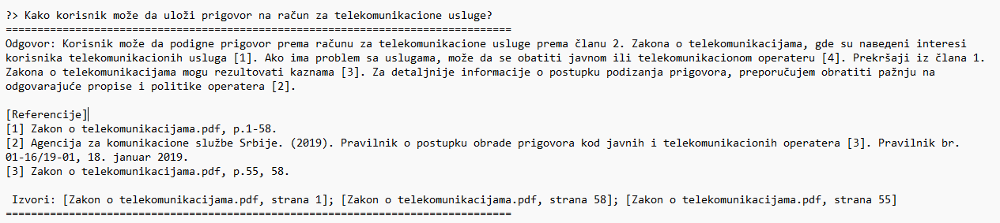 ?> Kako korisnik može da uloži prigovor na račun za telekomunikacione usluge?
================================================================================
Odgovor: Korisnik može da podigne prigovor prema računu za telekomunikacione usluge prema članu 2. Zakona o telekomunikacijama, gde su наведeni interesi
korisnika telekomunikacionih usluga [1]. Ako ima problem sa uslugama, može da se obatiti javnom ili telekomunikacionom operateru [4]. Prekršaji iz člana 1.
Zakona o telekomunikacijama mogu rezultovati kaznama [3]. Za detaljnije informacije o postupku podizanja prigovora, preporučujem obratiti pažnju na
odgovarajuće propise i politike operatera [2].
[Referencije]
[1] Zakon o telekomunikacijama.pdf, p.1-58.
[2] Agencija za komunikacione službe Srbije. (2019). Pravilnik o postupku obrade prigovora kod javnih i telekomunikacionih operatera [3]. Pravilnik br.
01-16/19-01, 18. januar 2019.
[3] Zakon o telekomunikacijama.pdf, p.55, 58.
Izvori: [Zakon o telekomunikacijama.pdf, strana 1]; [Zakon o telekomunikacijama.pdf, strana 58]; [Zakon o telekomunikacijama.pdf, strana 55]
================================================================================